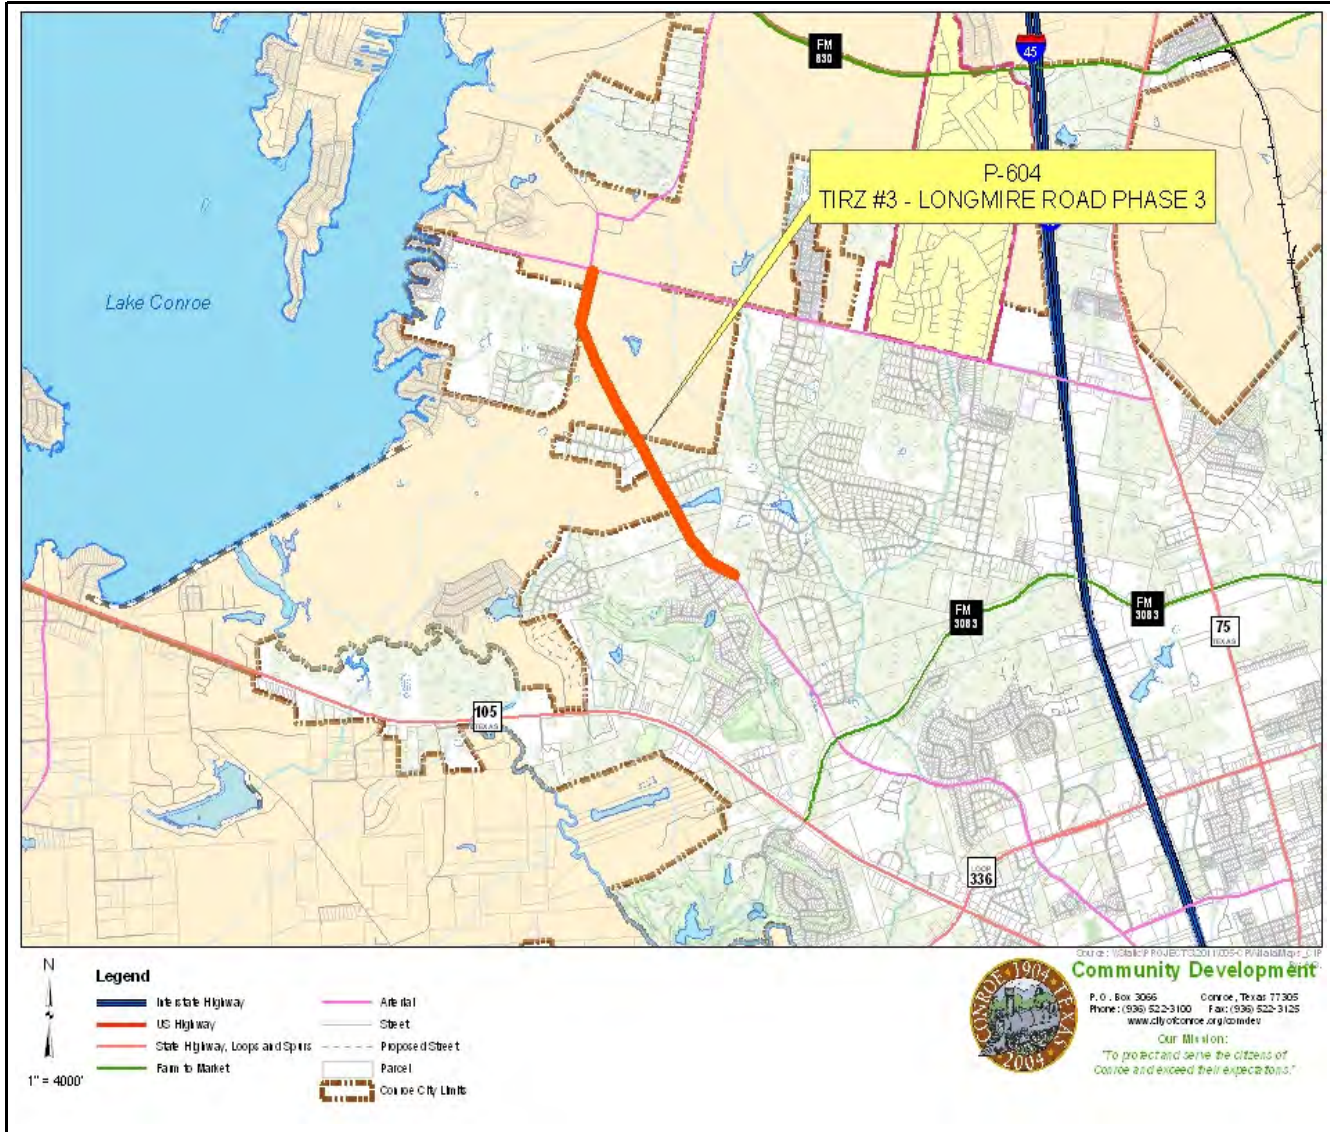 FM
830
45
P-604
TIRZ #3 - LONGMIRE ROAD PHASE 3
Lake Conroe
FM
3083
FM
3083
75
TEXAS
105
TEXAS
LOOP
336
N
1" = 4000'
Legend
Interstate Highway
US Highway
State Highway, Loops and Spurs
Farm to Market
Arterial
Street
Proposed Street
Parcel
Conroe City Limits
CONROE 1904 TEXAS
2004
Community Development
P.O. Box 3066 Conroe, Texas 77305
Phone: (936) 522-3100 Fax: (936) 522-3125
www.cityofconroe.org/comdev
Our Mission:
"To protect and serve the citizens of
Conroe and exceed their expectations."